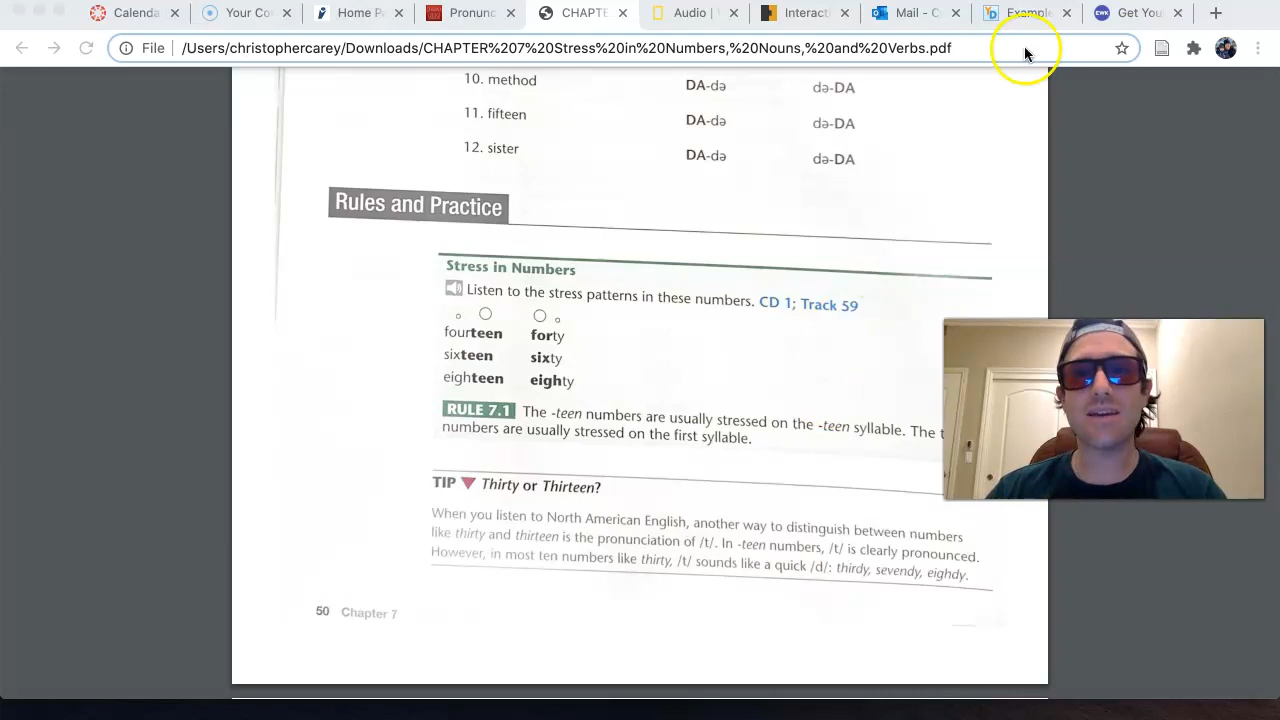 Calenda
Your Co
Home Pa
Pronunc
CHAPTE
Audio |
Interact
Mail - C
Example
Get You
File /Users/christophercarey/Downloads/CHAPTER%207%20Stress%20in%20Numbers,%20Nouns,%20and%20Verbs.pdf
10. method DA-də də-DA
11. fifteen DA-də də-DA
12. sister DA-də də-DA
Rules and Practice
Stress in Numbers
Listen to the stress patterns in these numbers. CD 1; Track 59
fourteen forty
sixteen sixty
eighteen eighty
RULE 7.1 The -teen numbers are usually stressed on the -teen syllable. The t
numbers are usually stressed on the first syllable.
TIP Thirty or Thirteen?
When you listen to North American English, another way to distinguish between numbers
like thirty and thirteen is the pronunciation of /t/. In -teen numbers, /t/ is clearly pronounced.
However, in most ten numbers like thirty, /t/ sounds like a quick /d/: thirdy, sevendy, eighdy.
50 Chapter 7